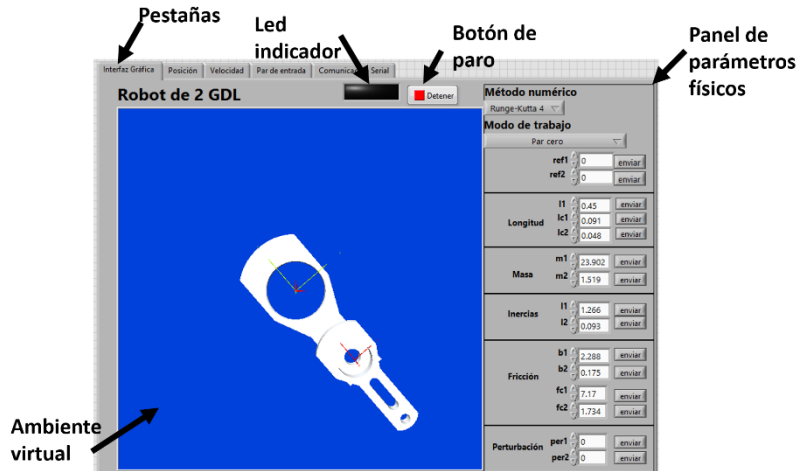 Pestañas
Led
indicador
Botón de
paro
Panel de
parámetros
físicos
Interfaz Gráfica
Posición
Velocidad
Par de entrada
Comunica
Serial
Robot de 2 GDL
Detener
Método numérico
Runge-Kutta 4
Modo de trabajo
Par cero
ref1 0 enviar
ref2 0 enviar
Longitud
l1 0.45 enviar
lc1 0.091 enviar
lc2 0.048 enviar
Masa
m1 23.902 enviar
m2 1.519 enviar
Inercias
I1 1.266 enviar
I2 0.093 enviar
Fricción
b1 2.288 enviar
b2 0.175 enviar
fc1 7.17 enviar
fc2 1.734 enviar
Perturbación
per1 0 enviar
per2 0 enviar
Ambiente
virtual